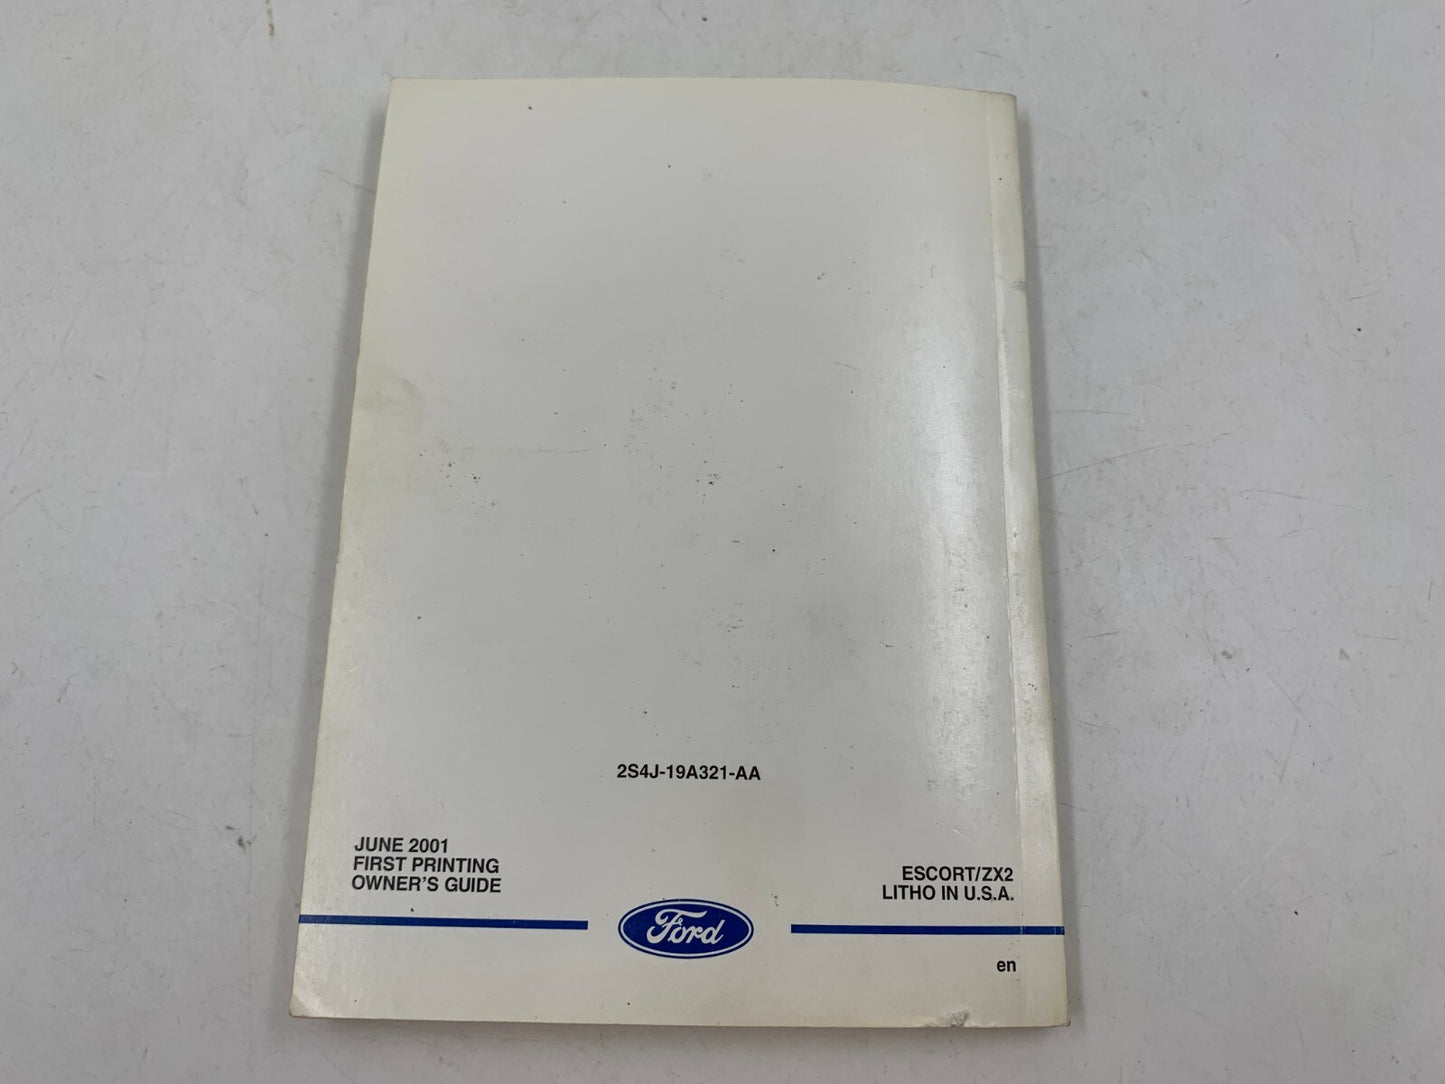 2S4J-19A321-AA
JUNE 2001
FIRST PRINTING
OWNER'S GUIDE
ESCORT/ZX2
LITHO IN U.S.A.
Ford
en